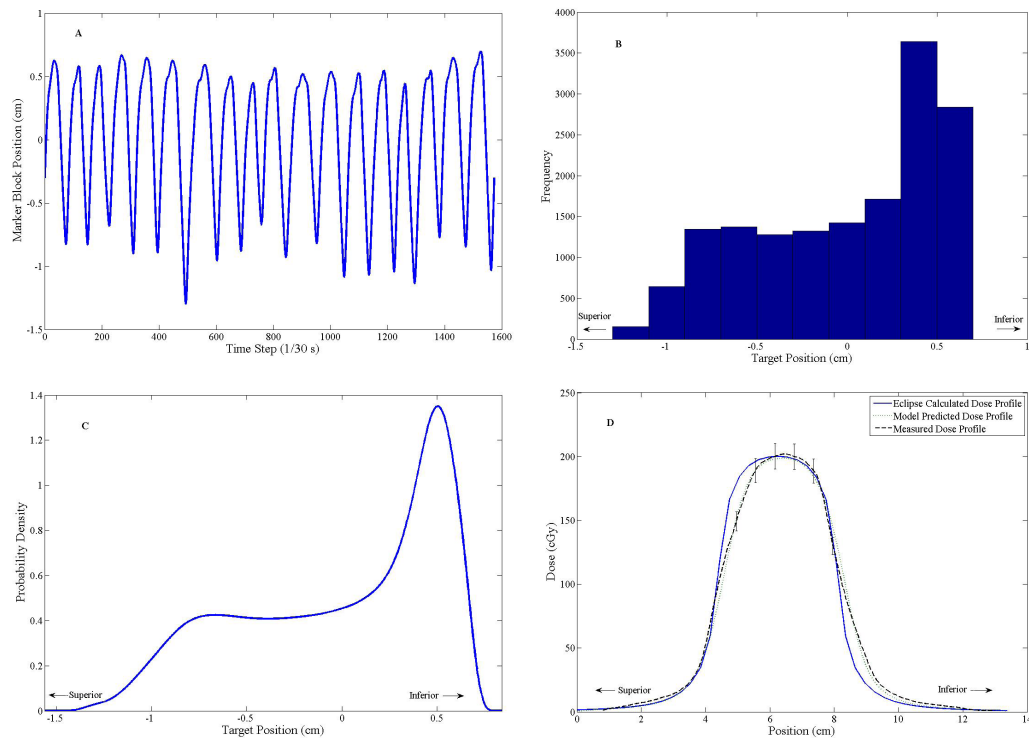 A
Marker Block Position (cm)
1
0.5
0
-0.5
-1
-1.5
0 200 400 600 800 1000 1200 1400 1600
Time Step (1/30 s)
B
Frequency
4000
3500
3000
2500
2000
1500
1000
500
0
Superior
Inferior
-1.5 -1 -0.5 0 0.5 1
Target Position (cm)
C
Probability Density
1.4
1.2
1
0.8
0.6
0.4
0.2
0
Superior
Inferior
-1.5 -1 -0.5 0 0.5
Target Position (cm)
D
Eclipse Calculated Dose Profile
Model Predicted Dose Profile
Measured Dose Profile
Dose (cGy)
250
200
150
100
50
0
Superior
Inferior
0 2 4 6 8 10 12 14
Position (cm)